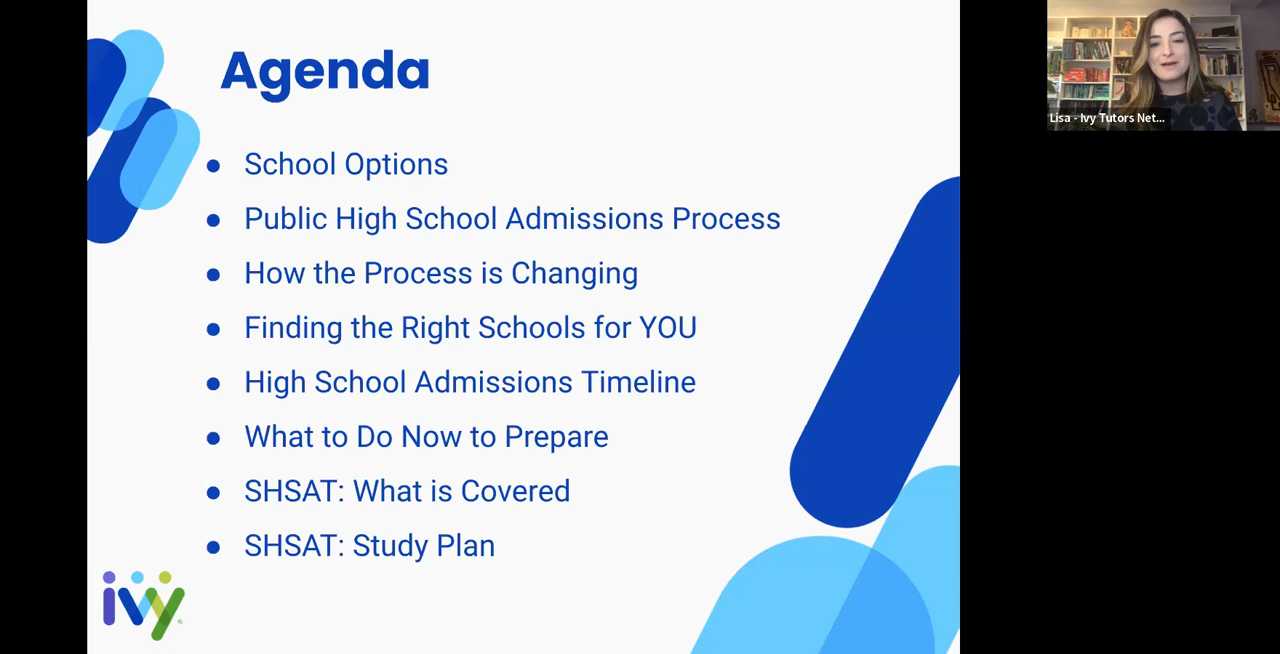 Agenda
● School Options
● Public High School Admissions Process
● How the Process is Changing
● Finding the Right Schools for YOU
● High School Admissions Timeline
● What to Do Now to Prepare
● SHSAT: What is Covered
● SHSAT: Study Plan
ivy
Lisa - Ivy Tutors Net...